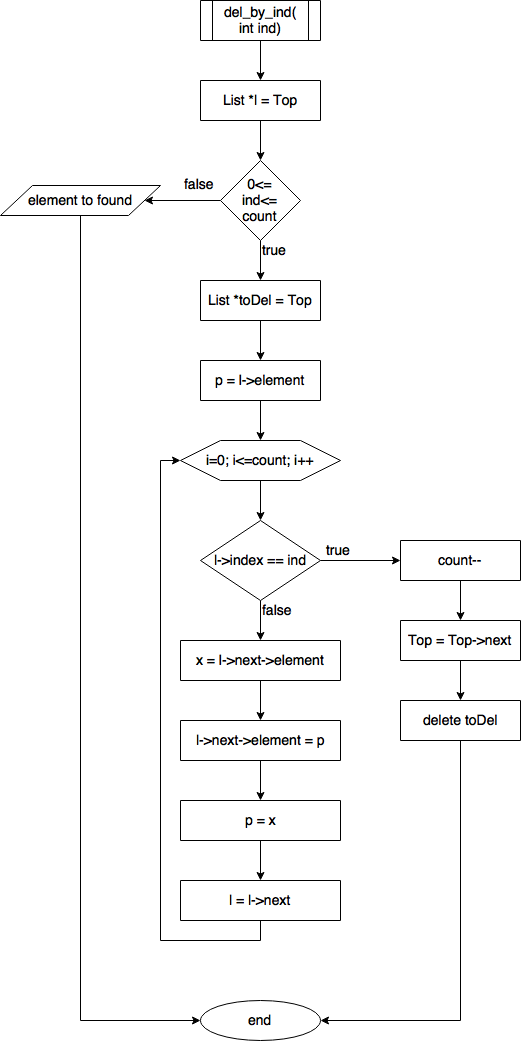 del_by_ind(
int ind)
List *l = Top
0<=
ind<=
count
false
element to found
true
List *toDel = Top
p = l->element
i=0; i<=count; i++
l->index == ind
true
count--
false
Top = Top->next
x = l->next->element
delete toDel
l->next->element = p
p = x
l = l->next
end